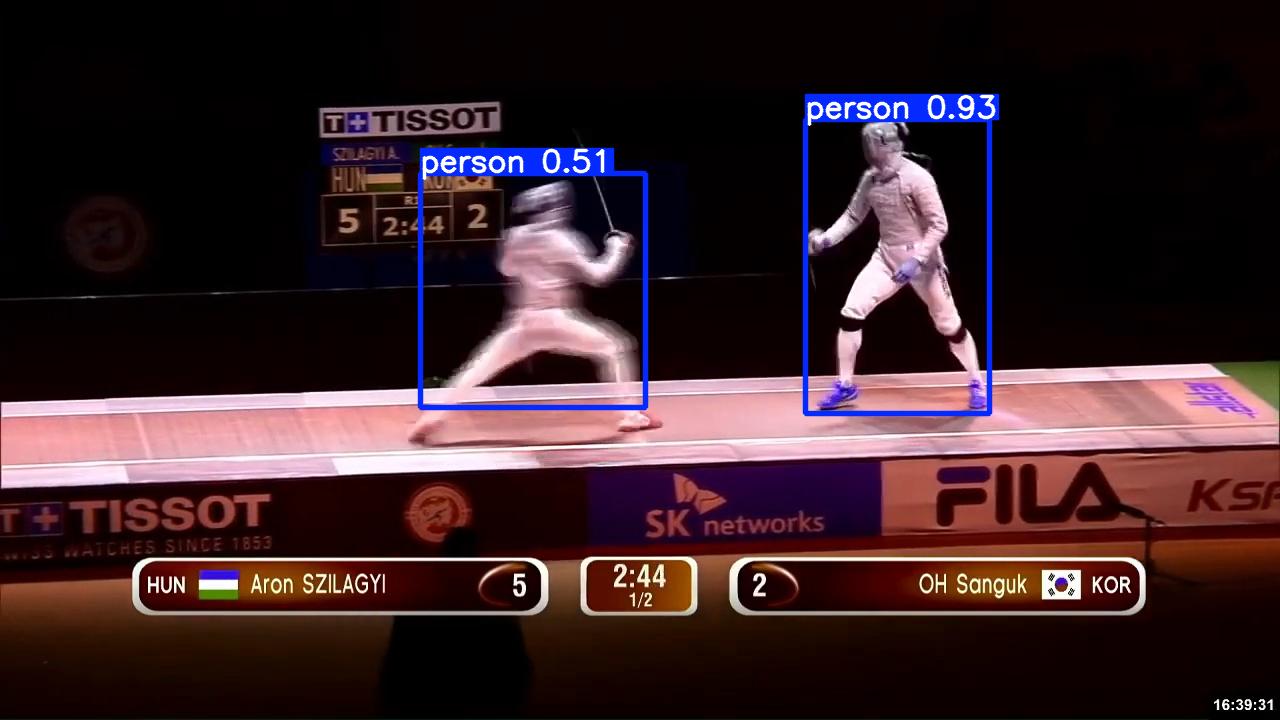 T+TISSOT
SZILAGYI A.
HUN
5 2:44 2
person 0.51
person 0.93
T+TISSOT
SWISS WATCHES SINCE 1853
SK networks
FILA
HUN Aron SZILAGYI 5
2:44
1/2
2 OH Sanguk KOR
16:39:31